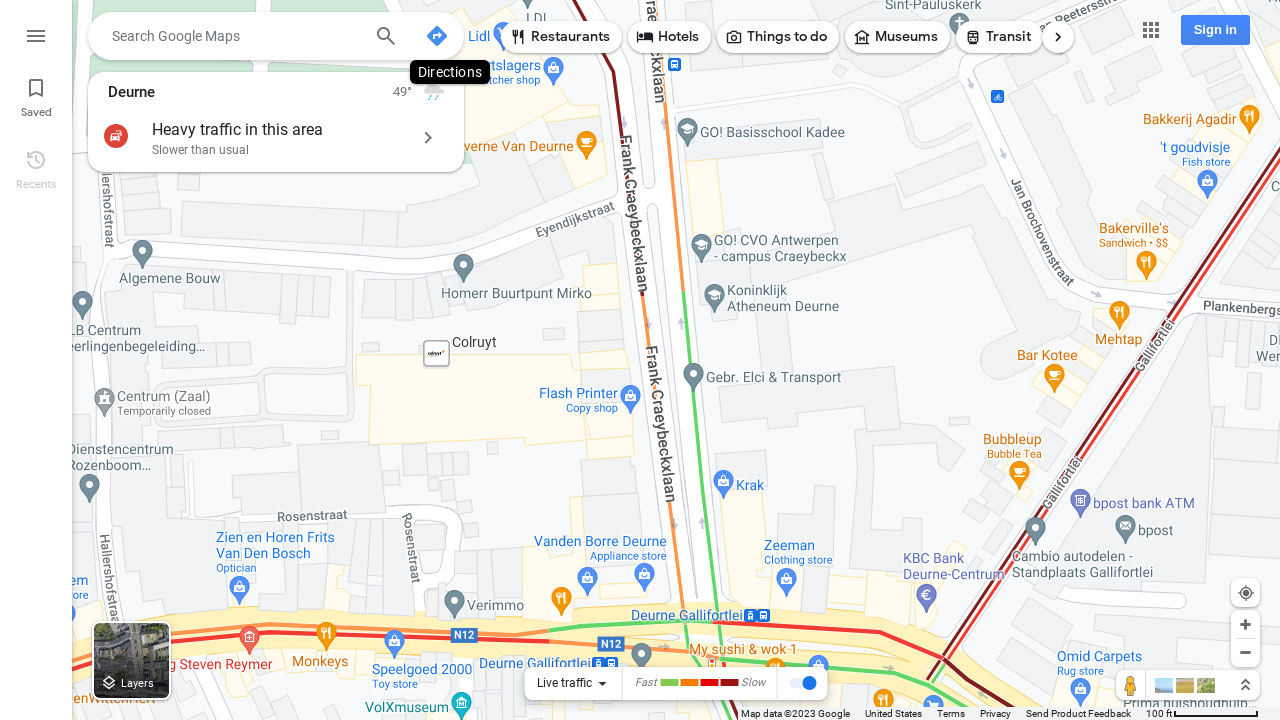 Search Google Maps
Directions
Deurne
49°
Heavy traffic in this area
Slower than usual
Saved
Recents
Restaurants
Hotels
Things to do
Museums
Transit
Sign in
LDL
Lidl
Sint-Pauluskerk
GO! Basisschool Kadee
Bakkerij Agadir
't goudvisje
Fish store
Bakerville's
Sandwich • $$
Jan Brochovenstraat
Eyendijkstraat
Frank Craeybeckxlaan
Algemene Bouw
Homerr Buurtpunt Mirko
GO! CVO Antwerpen
- campus Craeybeckx
Koninklijk
Atheneum Deurne
Mehtap
Gallifortlei
Colruyt
Bar Kotee
Gebr. Elci & Transport
Flash Printer
Copy shop
Centrum (Zaal)
Temporarily closed
Frank Craeybeckxlaan
Bubbleup
Bubble Tea
Gallifortlei
Krak
bpost bank ATM
bpost
Rosenstraat
Rosenstraat
Zien en Horen Frits
Van Den Bosch
Optician
Vanden Borre Deurne
Appliance store
Zeeman
Clothing store
KBC Bank
Deurne-Centrum
Cambio autodelen -
Standplaats Gallifortlei
Verimmo
Deurne Gallifortlei
N12
N12
My sushi & wok 1
Deurne Gallifortlei
Monkeys
Speelgoed 2000
Toy store
VolXmuseum
Omid Carpets
Rug store
Layers
Live traffic
Fast
Slow
Map data ©2023 Google
United States
Terms
Privacy
Send Product Feedback
100 ft